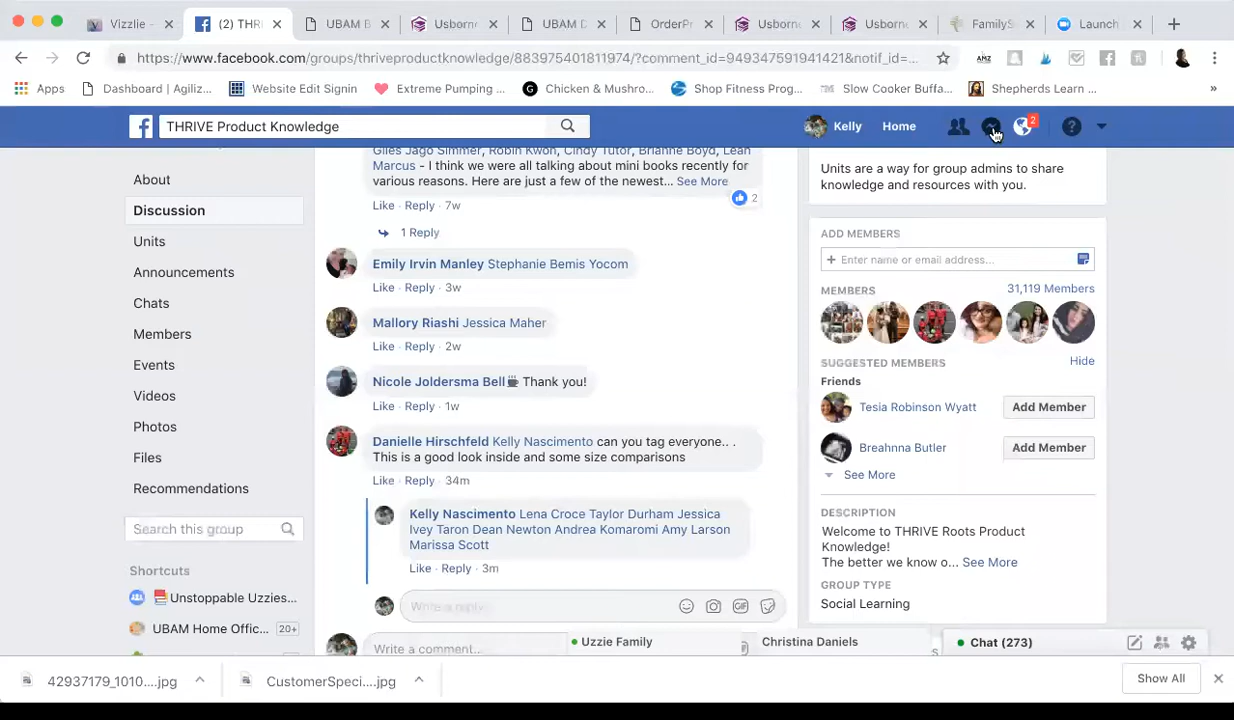 Vizzlie -
(2) THR
UBAM B
Usborne
UBAM D
OrderPr
Usborne
Usborne
FamilyS
Launch
https://www.facebook.com/groups/thriveproductknowledge/883975401811974/?comment_id=949347591941421&notif_id=...
Apps
Dashboard | Agiliz...
Website Edit Signin
Extreme Pumping ...
Chicken & Mushro...
Shop Fitness Prog...
Slow Cooker Buffa...
Shepherds Learn ...
»
THRIVE Product Knowledge
Kelly
Home
2
About
Discussion
Units
Announcements
Chats
Members
Events
Videos
Photos
Files
Recommendations
Search this group
Shortcuts
Unstoppable Uzzies...
UBAM Home Offic...
20+
Giles Jago Simmer, Robin Kwon, Cindy Tutor, Brianne Boyd, Leah
Marcus - I think we were all talking about mini books recently for
various reasons. Here are just a few of the newest... See More
2
Like · Reply · 7w
1 Reply
Emily Irvin Manley Stephanie Bemis Yocom
Like · Reply · 3w
Mallory Riashi Jessica Maher
Like · Reply · 2w
Nicole Joldersma Bell Thank you!
Like · Reply · 1w
Danielle Hirschfeld Kelly Nascimento can you tag everyone.. .
This is a good look inside and some size comparisons
Like · Reply · 34m
Kelly Nascimento Lena Croce Taylor Durham Jessica
Ivey Taron Dean Newton Andrea Komaromi Amy Larson
Marissa Scott
Like · Reply · 3m
Write a reply...
Write a comment...
Units are a way for group admins to share
knowledge and resources with you.
ADD MEMBERS
+ Enter name or email address...
MEMBERS
31,119 Members
SUGGESTED MEMBERS
Hide
Friends
Tesia Robinson Wyatt
Add Member
Breahnna Butler
Add Member
See More
DESCRIPTION
Welcome to THRIVE Roots Product
Knowledge!
The better we know o... See More
GROUP TYPE
Social Learning
Uzzie Family
Christina Daniels
Chat (273)
42937179_1010....jpg
CustomerSpeci....jpg
Show All